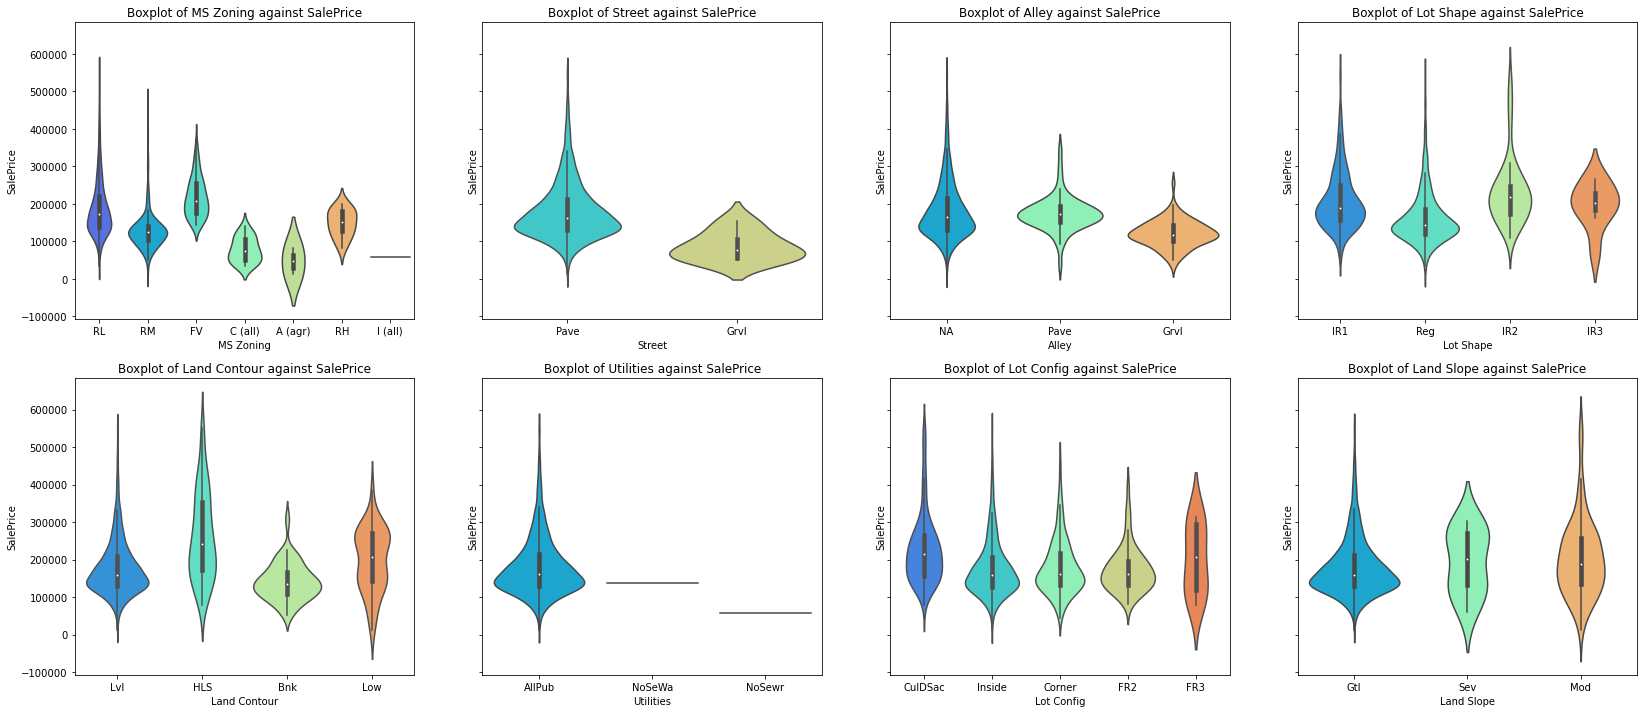 Boxplot of MS Zoning against SalePrice
Boxplot of Street against SalePrice
Boxplot of Alley against SalePrice
Boxplot of Lot Shape against SalePrice
600000
500000
400000
300000
200000
100000
0
−100000
SalePrice
SalePrice
SalePrice
SalePrice
RL RM FV C (all) A (agr) RH I (all)
MS Zoning
Pave Grvl
Street
NA Pave Grvl
Alley
IR1 Reg IR2 IR3
Lot Shape
Boxplot of Land Contour against SalePrice
Boxplot of Utilities against SalePrice
Boxplot of Lot Config against SalePrice
Boxplot of Land Slope against SalePrice
600000
500000
400000
300000
200000
100000
0
−100000
SalePrice
SalePrice
SalePrice
SalePrice
Lvl HLS Bnk Low
Land Contour
AllPub NoSeWa NoSewr
Utilities
CulDSac Inside Corner FR2 FR3
Lot Config
Gtl Sev Mod
Land Slope